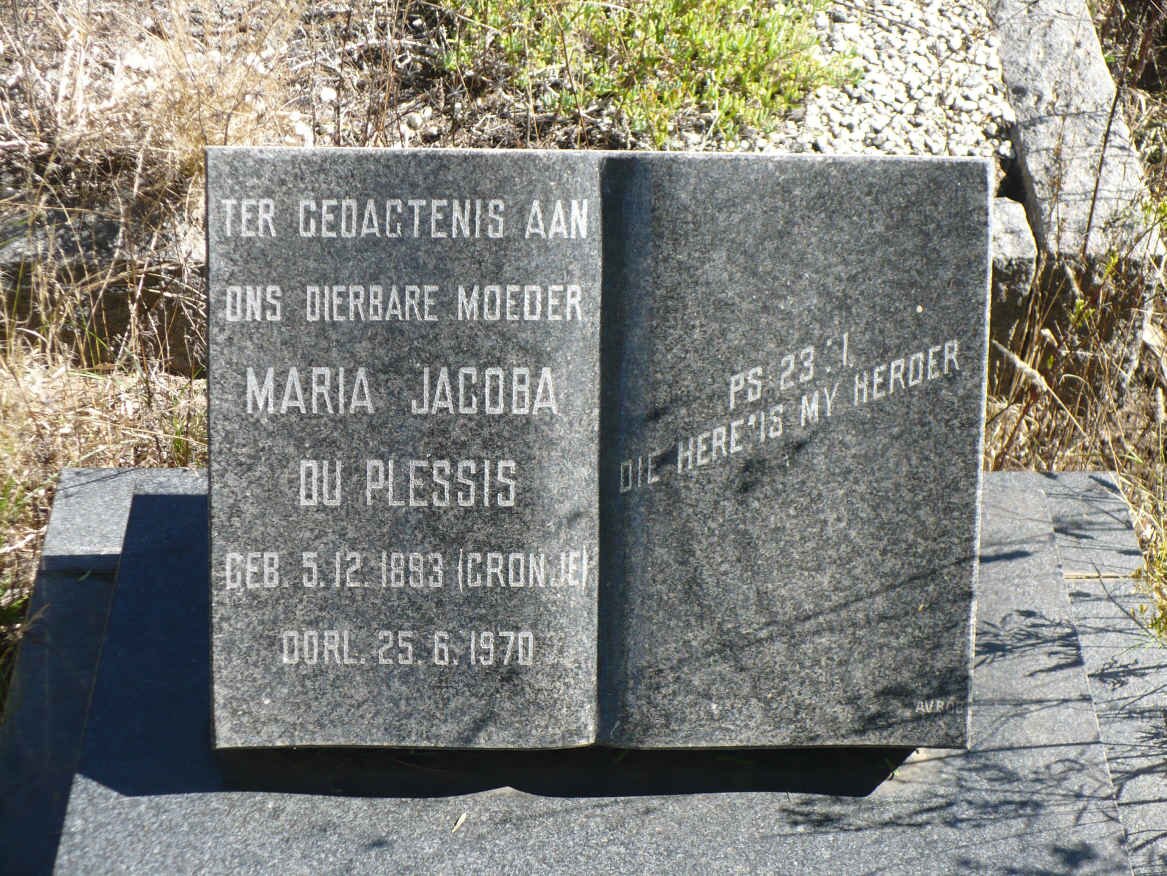 TER GEDAGTENIS AAN
ONS DIERBARE MOEDER
MARIA JACOBA
DU PLESSIS
GEB. 5.12.1893 (CRONJE)
OORL. 25.6.1970
PS. 23:1.
DIE HERE "IS MY HERDER